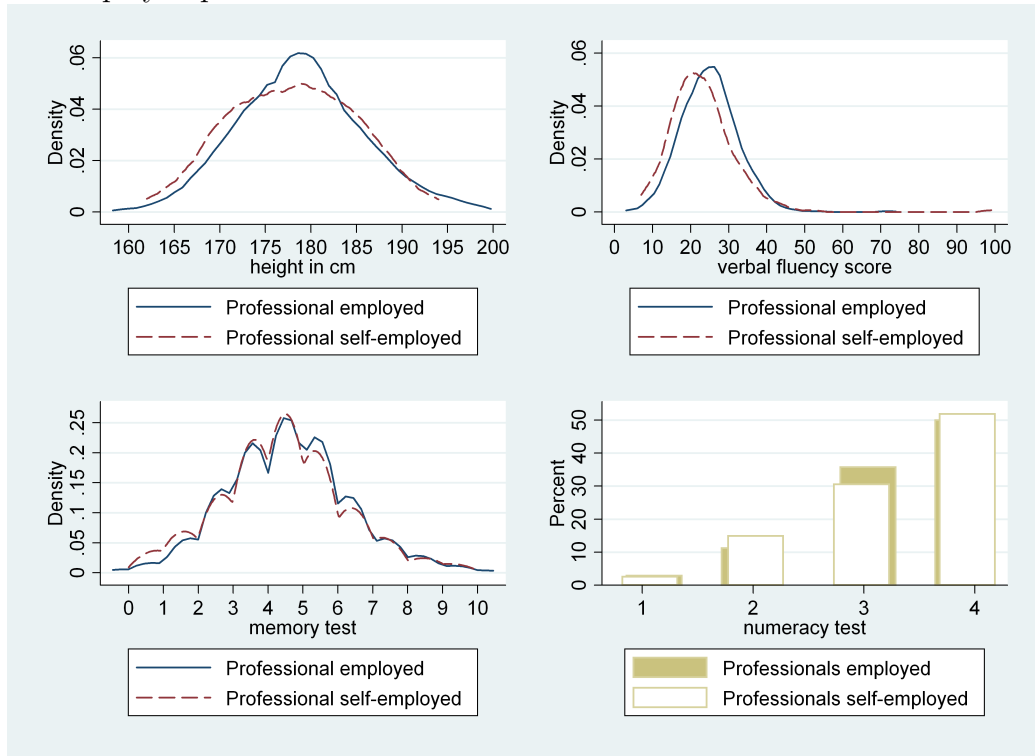 Density
0 .02 .04 .06
160 165 170 175 180 185 190 195 200
height in cm
Professional employed
Professional self-employed
Density
0 .02 .04 .06
0 10 20 30 40 50 60 70 80 90 100
verbal fluency score
Professional employed
Professional self-employed
Density
0 .05 .1 .15 .2 .25
0 1 2 3 4 5 6 7 8 9 10
memory test
Professional employed
Professional self-employed
Percent
0 10 20 30 40 50
1 2 3 4
numeracy test
Professionals employed
Professionals self-employed